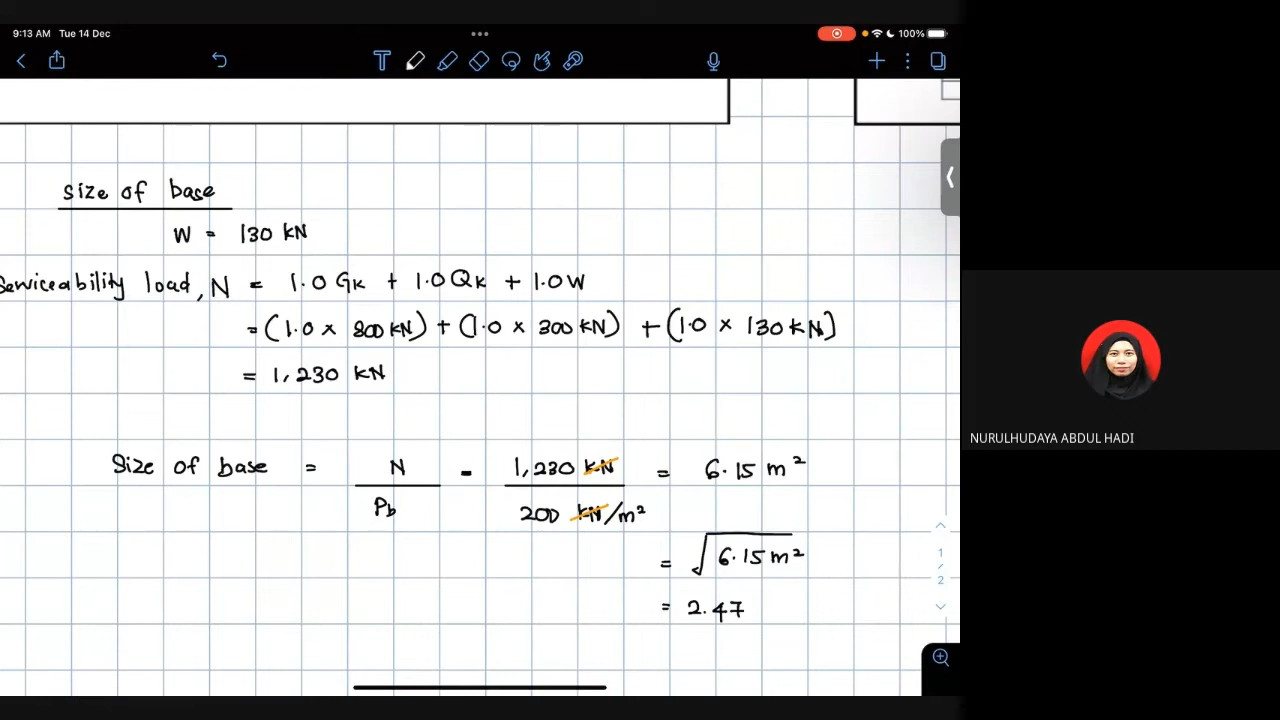 9:13 AM Tue 14 Dec
100%
size of base
W = 130 kN
Serviceability load, N = 1.0 Gk + 1.0 Qk + 1.0 W
= (1.0 x 800 kN) + (1.0 x 300 kN) + (1.0 x 130 kN)
= 1,230 kN
Size of base = N / Pb = 1,230 kN / 200 kN/m² = 6.15 m²
= √6.15 m²
= 2.47
1
/
2
NURULHUDAYA ABDUL HADI